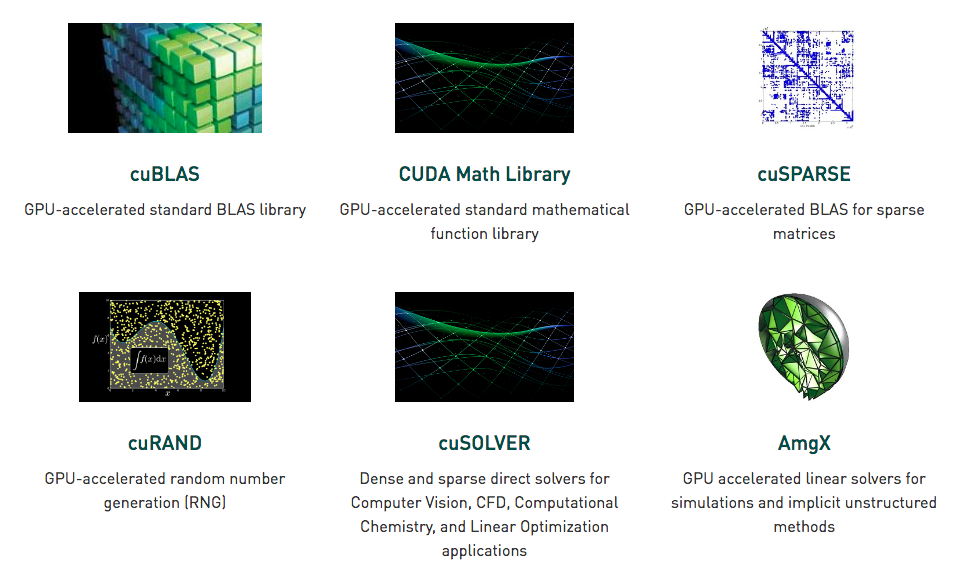 cuBLAS
GPU-accelerated standard BLAS library
CUDA Math Library
GPU-accelerated standard mathematical
function library
cuSPARSE
GPU-accelerated BLAS for sparse
matrices
f(x)
∫f(x)dx
x
cuRAND
GPU-accelerated random number
generation (RNG)
cuSOLVER
Dense and sparse direct solvers for
Computer Vision, CFD, Computational
Chemistry, and Linear Optimization
applications
AmgX
GPU accelerated linear solvers for
simulations and implicit unstructured
methods